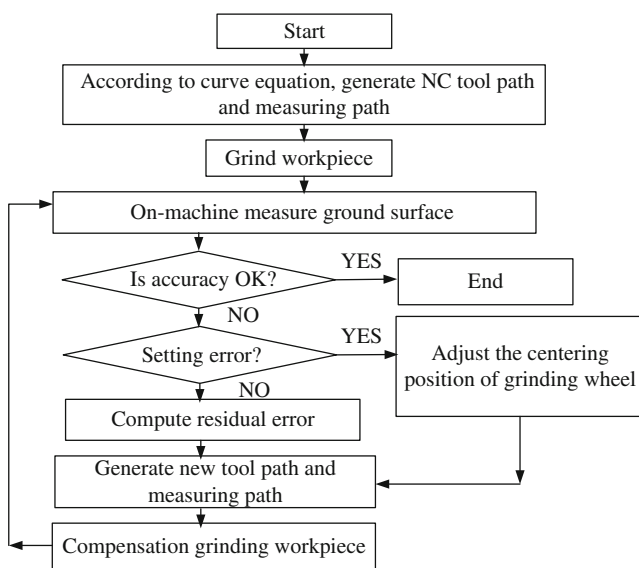 Start
According to curve equation, generate NC tool path
and measuring path
Grind workpiece
On-machine measure ground surface
Is accuracy OK?
YES
End
NO
Setting error?
YES
Adjust the centering
position of grinding wheel
NO
Compute residual error
Generate new tool path and
measuring path
Compensation grinding workpiece